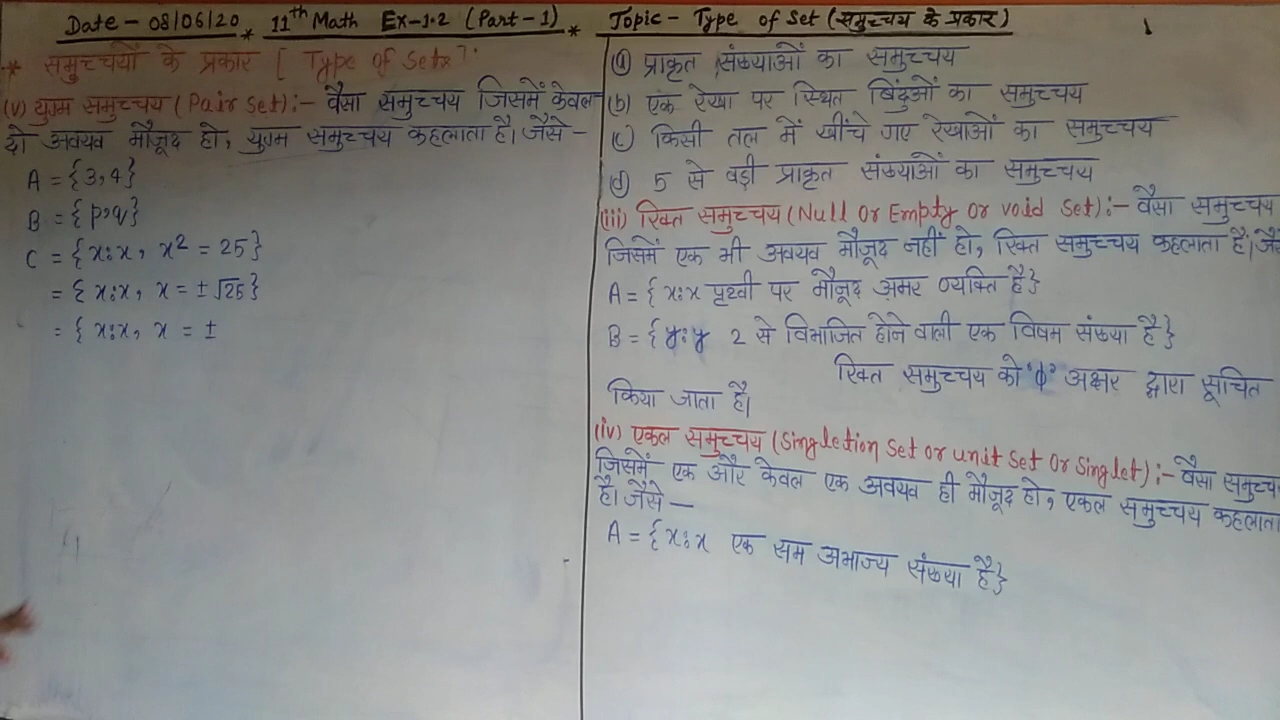 Date - 08/06/20 * 11th Math Ex-1.2 (Part-1) * Topic - Type of Set (समुच्चय के प्रकार) 1
* समुच्चयों के प्रकार [ Type of Sets ]:
(v) युग्म समुच्चय (Pair Set) :- वैसा समुच्चय जिसमें केवल
दो अवयव मौजूद हो, युग्म समुच्चय कहलाता है। जैसे -
A = {3,4}
B = {p,q}
C = {x:x, x² = 25}
= {x:x, x = ±√25}
= {x:x, x = ±
(a) प्राकृत संख्याओं का समुच्चय
(b) एक रेखा पर स्थित बिंदुओं का समुच्चय
(c) किसी तल में खींचे गए रेखाओं का समुच्चय
(d) 5 से बड़ी प्राकृत संख्याओं का समुच्चय
(iii) रिक्त समुच्चय (Null Or Empty Or void Set) :- वैसा समुच्चय
जिसमें एक भी अवयव मौजूद नहीं हो, रिक्त समुच्चय कहलाता है। जैसे
A = {x:x पृथ्वी पर मौजूद अमर व्यक्ति है}
B = {y:y 2 से विभाजित होने वाली एक विषम संख्या है}
रिक्त समुच्चय को 'ϕ' अक्षर द्वारा सूचित
किया जाता है।
(iv) एकल समुच्चय (Singletion Set or unit Set Or Singlet) :- वैसा समुच्च
जिसमें एक और केवल एक अवयव ही मौजूद हो, एकल समुच्चय कहलाता
है। जैसे -
A = {x:x एक सम अभाज्य संख्या है}